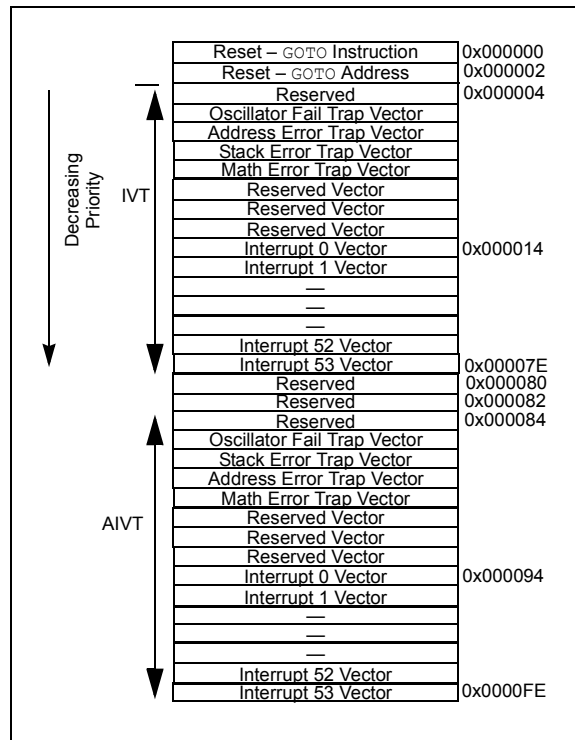 Reset – GOTO Instruction 0x000000
Reset – GOTO Address 0x000002
Reserved 0x000004
Oscillator Fail Trap Vector
Address Error Trap Vector
Stack Error Trap Vector
Math Error Trap Vector
Reserved Vector
Reserved Vector
Reserved Vector
Interrupt 0 Vector 0x000014
Interrupt 1 Vector
—
—
—
Interrupt 52 Vector
Interrupt 53 Vector 0x00007E
Reserved 0x000080
Reserved 0x000082
Reserved 0x000084
Oscillator Fail Trap Vector
Stack Error Trap Vector
Address Error Trap Vector
Math Error Trap Vector
Reserved Vector
Reserved Vector
Reserved Vector
Interrupt 0 Vector 0x000094
Interrupt 1 Vector
—
—
—
Interrupt 52 Vector
Interrupt 53 Vector 0x0000FE
Decreasing
Priority
IVT
AIVT